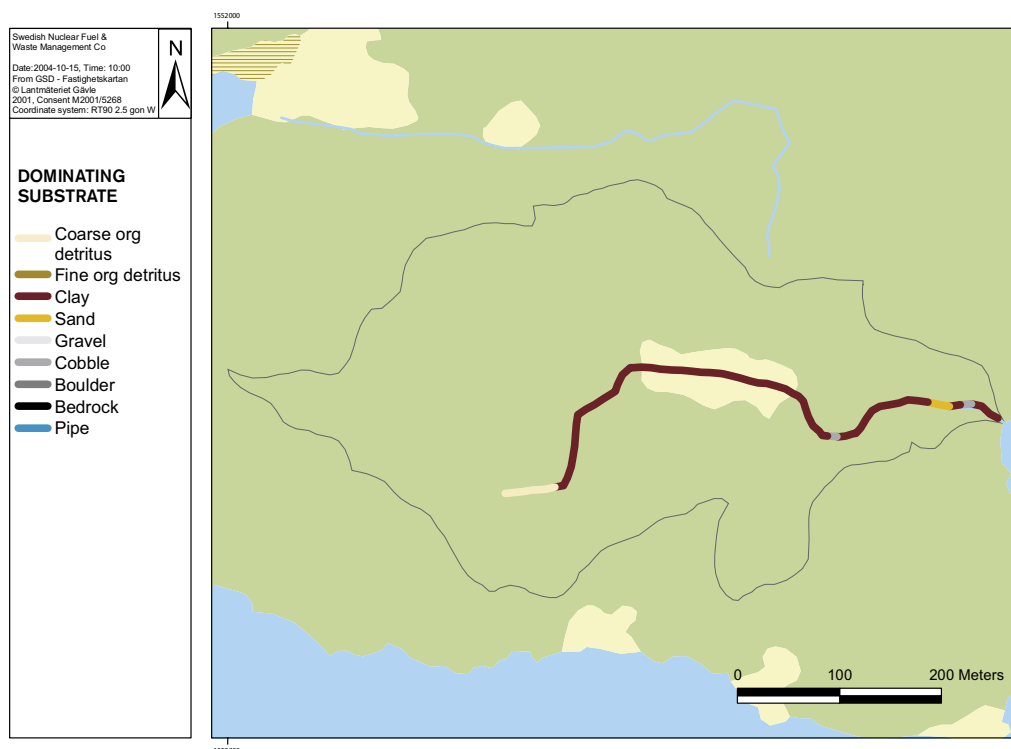 1552000
Swedish Nuclear Fuel &
Waste Management Co
N
Date:2004-10-15, Time: 10:00
From GSD - Fastighetskartan
© Lantmäteriet Gävle
2001, Consent M2001/5268
Coordinate system: RT90 2.5 gon W
DOMINATING
SUBSTRATE
Coarse org
detritus
Fine org detritus
Clay
Sand
Gravel
Cobble
Boulder
Bedrock
Pipe
0 100 200 Meters